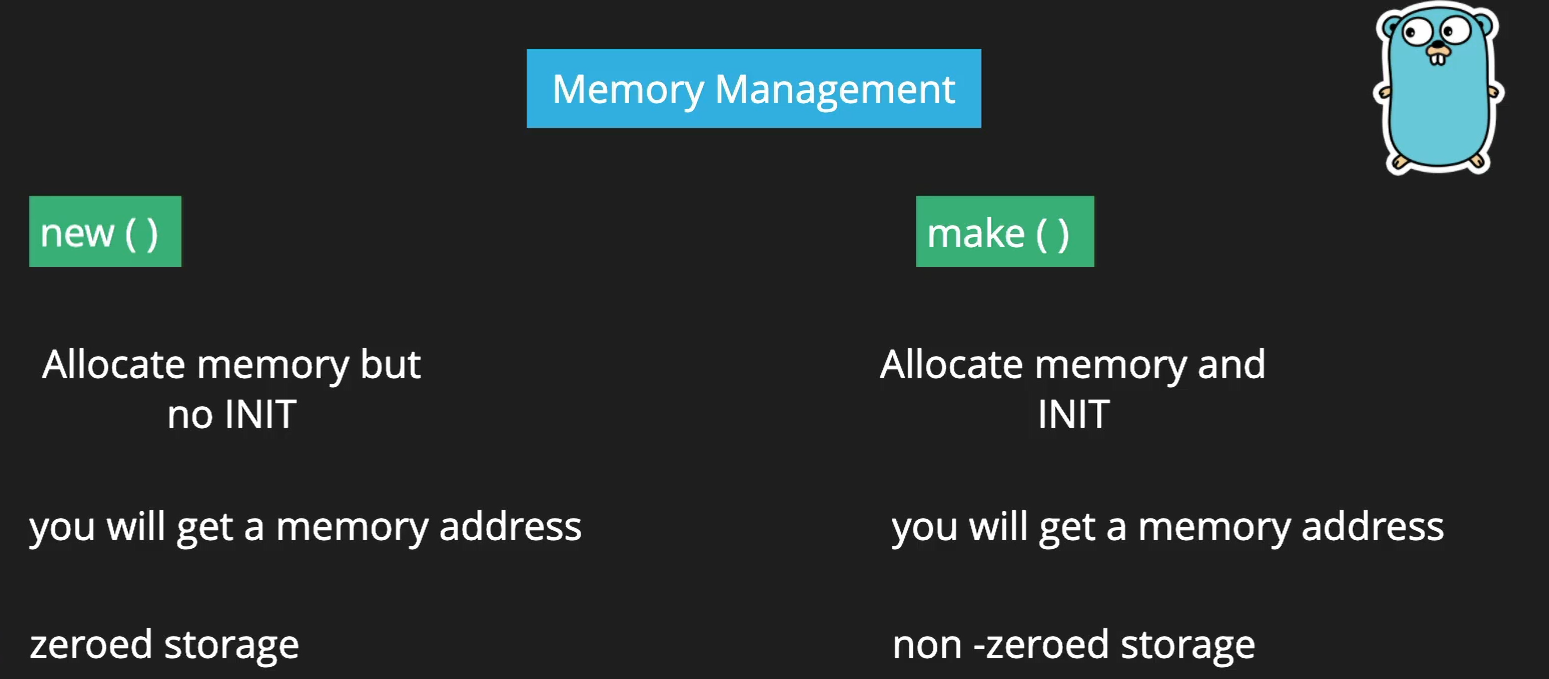 Memory Management
new ( )
Allocate memory but
no INIT
you will get a memory address
zeroed storage
make ( )
Allocate memory and
INIT
you will get a memory address
non -zeroed storage